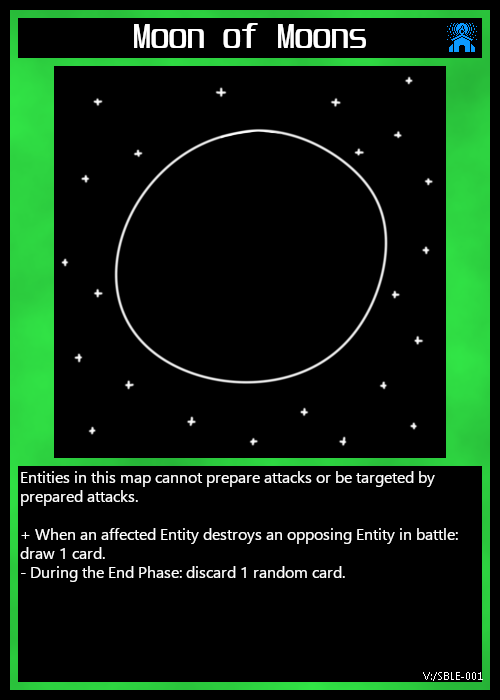 Moon of Moons
Entities in this map cannot prepare attacks or be targeted by
prepared attacks.
+ When an affected Entity destroys an opposing Entity in battle:
draw 1 card.
- During the End Phase: discard 1 random card.
V:/SBLE-001